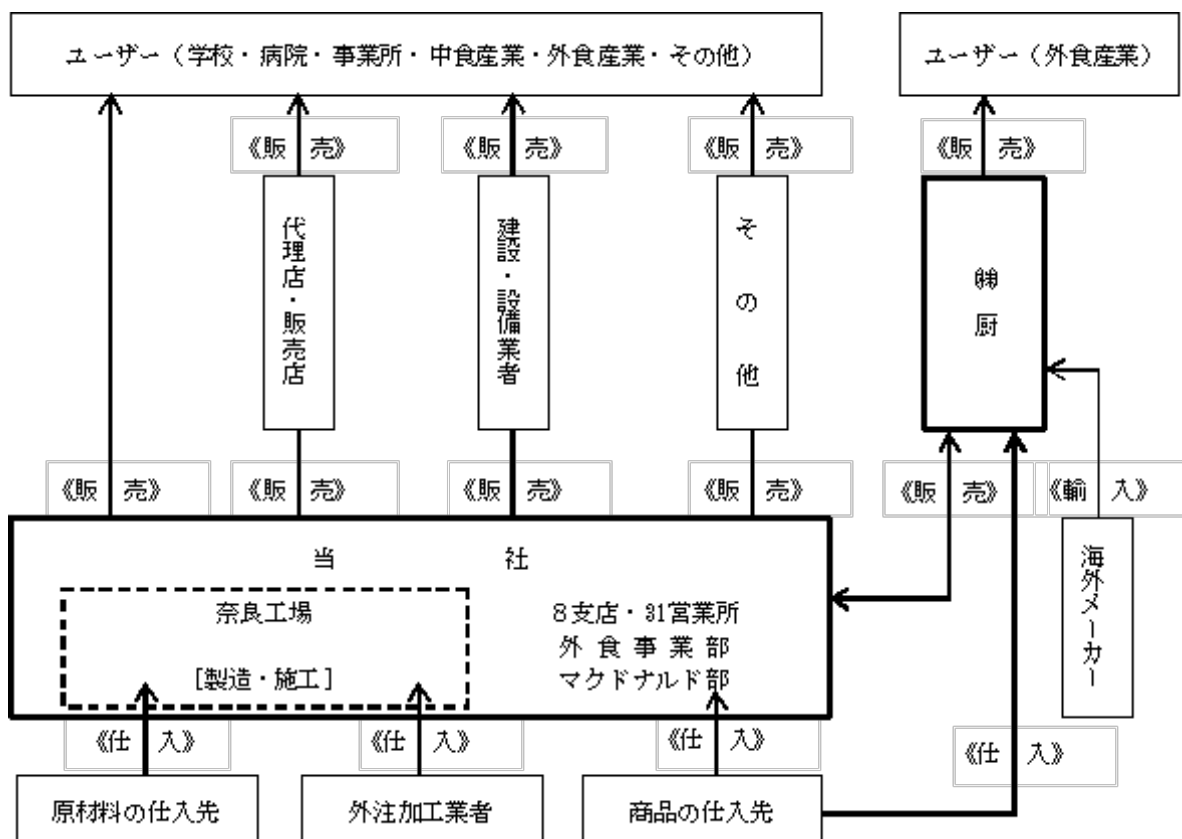 ユーザー（学校・病院・事業所・中食産業・外食産業・その他）
ユーザー（外食産業）
《販　売》
《販　売》
《販　売》
《販　売》
代理店・販売店
建設・設備業者
その他
㈱厨
《販　売》
《販　売》
《販　売》
《販　売》
《販　売》
《輸　入》
当　　　社
奈良工場
[製造・施工]
8支店・31営業所
外食事業部
マクドナルド部
海外メーカー
《仕　入》
《仕　入》
《仕　入》
《仕　入》
原材料の仕入先
外注加工業者
商品の仕入先